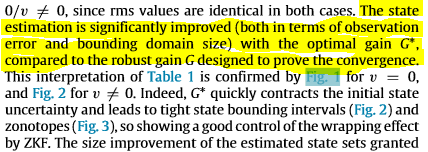 0/v ≠ 0, since rms values are identical in both cases. The state
estimation is significantly improved (both in terms of observation
error and bounding domain size) with the optimal gain G*,
compared to the robust gain G designed to prove the convergence.
This interpretation of Table 1 is confirmed by Fig. 1 for v = 0,
and Fig. 2 for v ≠ 0. Indeed, G* quickly contracts the initial state
uncertainty and leads to tight state bounding intervals (Fig. 2) and
zonotopes (Fig. 3), so showing a good control of the wrapping effect
by ZKF. The size improvement of the estimated state sets granted